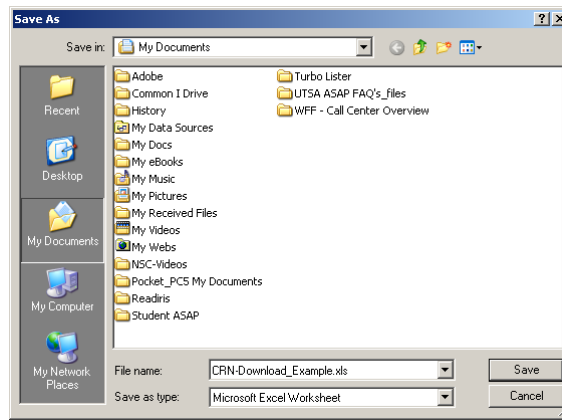 Save As
Save in: My Documents
Recent
Desktop
My Documents
My Computer
My Network Places
Adobe
Common I Drive
History
My Data Sources
My Docs
My eBooks
My Music
My Pictures
My Received Files
My Videos
My Webs
NSC-Videos
Pocket_PC5 My Documents
Readiris
Student ASAP
Turbo Lister
UTSA ASAP FAQ's_files
WFF - Call Center Overview
File name: CRN-Download_Example.xls Save
Save as type: Microsoft Excel Worksheet Cancel